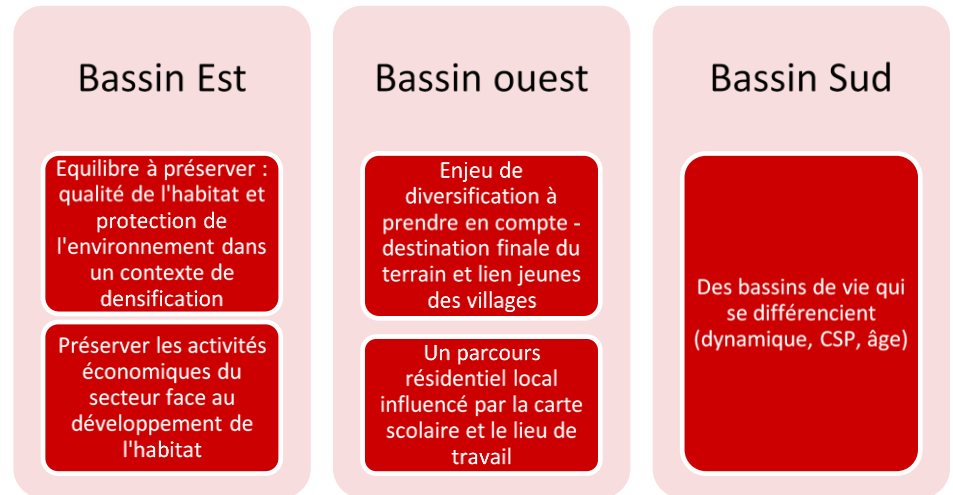 Bassin Est
Equilibre à préserver :
qualité de l'habitat et
protection de
l'environnement dans
un contexte de
densification
Préserver les activités
économiques du
secteur face au
développement de
l'habitat
Bassin ouest
Enjeu de
diversification à
prendre en compte -
destination finale du
terrain et lien jeunes
des villages
Un parcours
résidentiel local
influencé par la carte
scolaire et le lieu de
travail
Bassin Sud
Des bassins de vie qui
se différencient
(dynamique, CSP, âge)